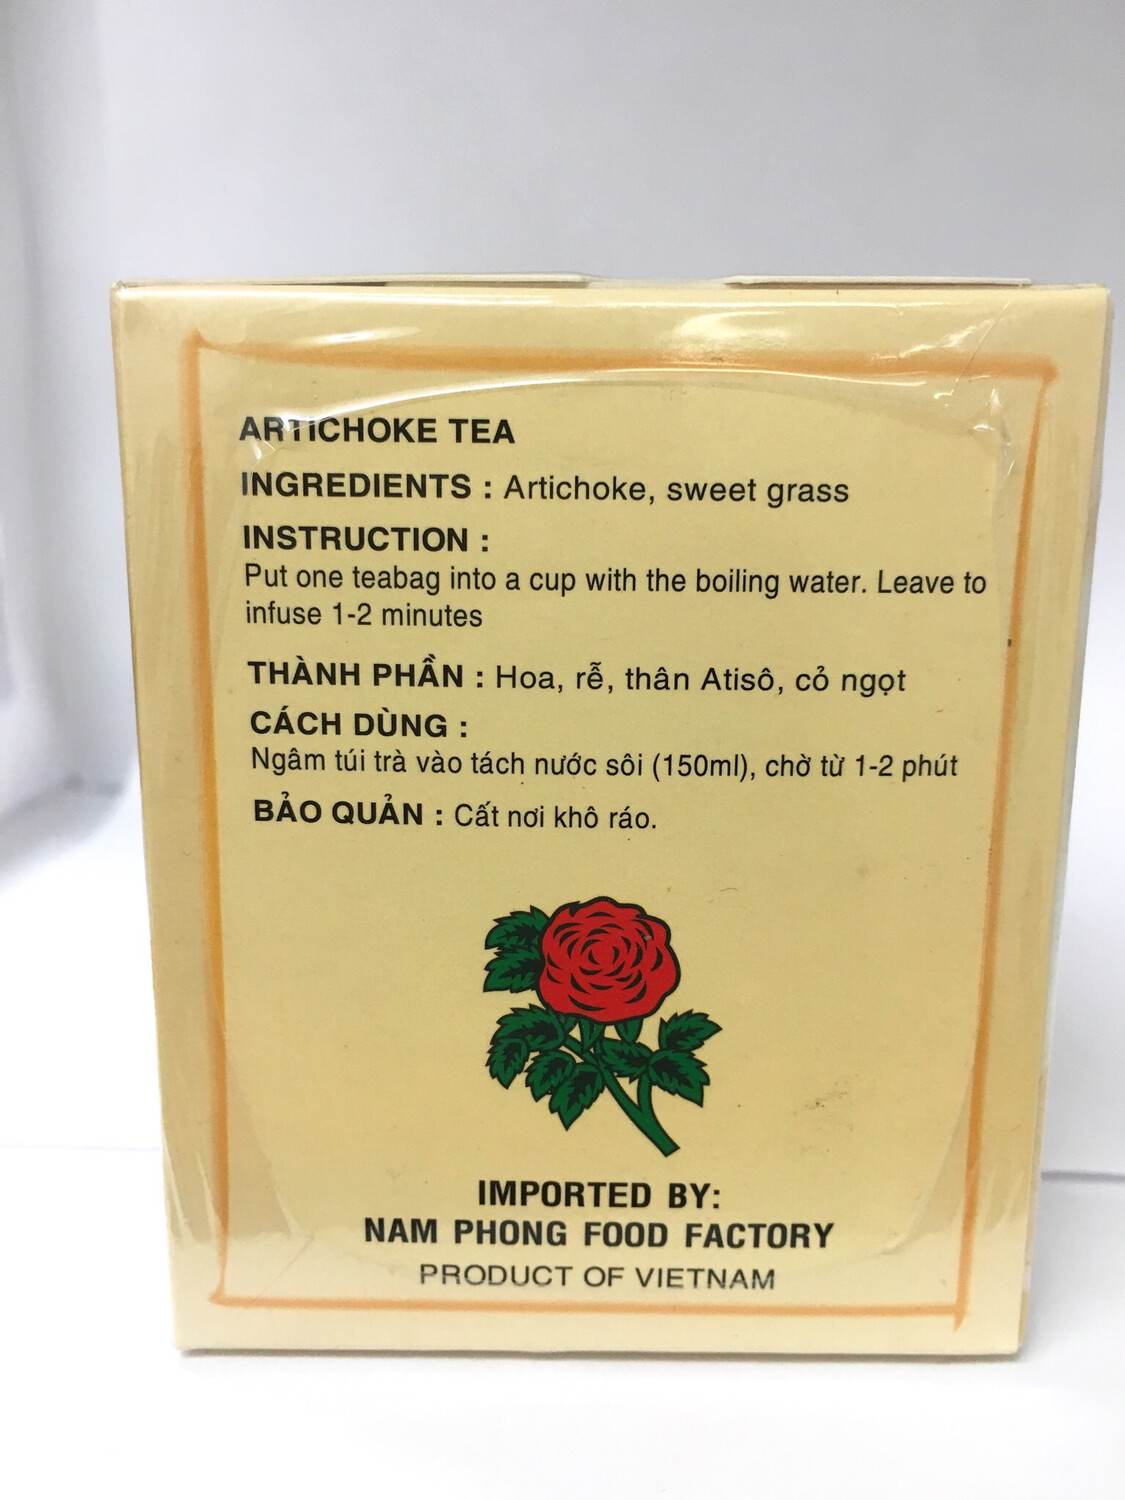 ARTICHOKE TEA
INGREDIENTS : Artichoke, sweet grass
INSTRUCTION :
Put one teabag into a cup with the boiling water. Leave to
infuse 1-2 minutes
THÀNH PHẦN : Hoa, rễ, thân Atisô, cỏ ngọt
CÁCH DÙNG :
Ngâm túi trà vào tách nước sôi (150ml), chờ từ 1-2 phút
BẢO QUẢN : Cất nơi khô ráo.
IMPORTED BY:
NAM PHONG FOOD FACTORY
PRODUCT OF VIETNAM